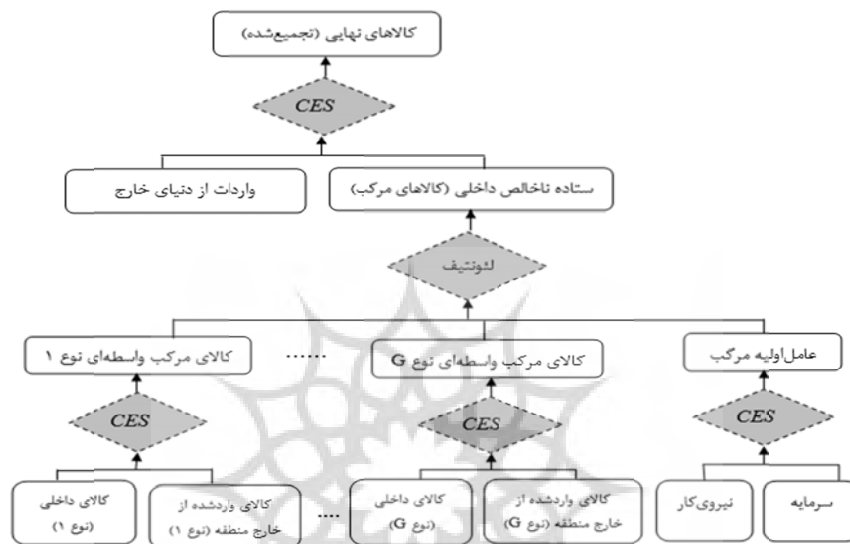 کالاهای نهایی (تجمیع‌شده)
CES
ستاده ناخالص داخلی (کالاهای مرکب)
واردات از دنیای خارج
لئونتیف
عامل‌اولیه مرکب
کالای مرکب واسطه‌ای نوع G
......
کالای مرکب واسطه‌ای نوع ۱
CES
CES
CES
سرمایه
نیروی‌کار
کالای واردشده از
خارج منطقه (نوع G)
کالای داخلی
(نوع G)
....
کالای واردشده از
خارج منطقه (نوع ۱)
کالای داخلی
(نوع ۱)